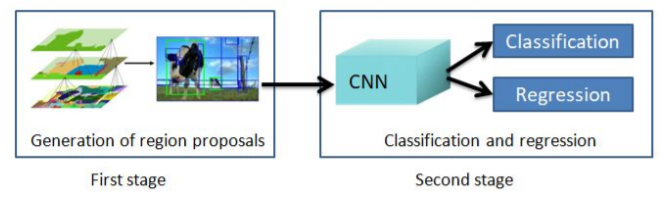 CNN
Classification
Regression
Generation of region proposals
Classification and regression
First stage
Second stage